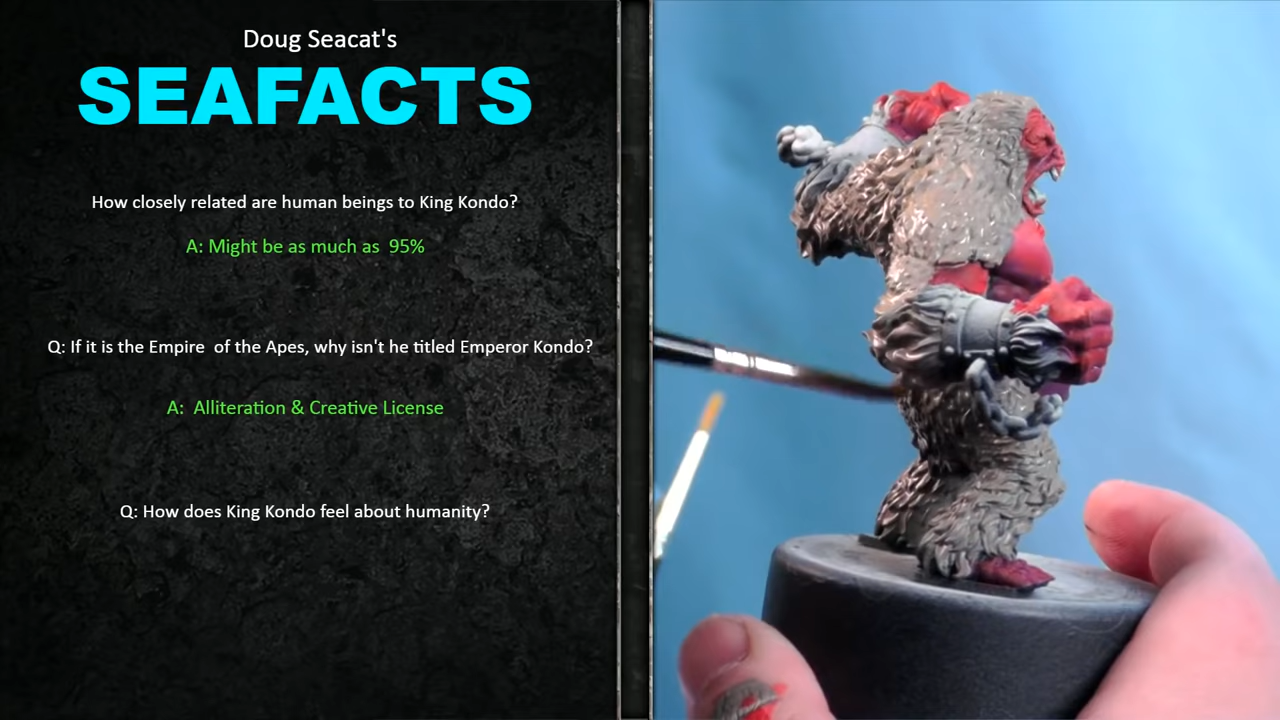 Doug Seacat's
SEAFACTS
How closely related are human beings to King Kondo?
A: Might be as much as  95%
Q: If it is the Empire  of the Apes, why isn't he titled Emperor Kondo?
A:  Alliteration & Creative License
Q: How does King Kondo feel about humanity?